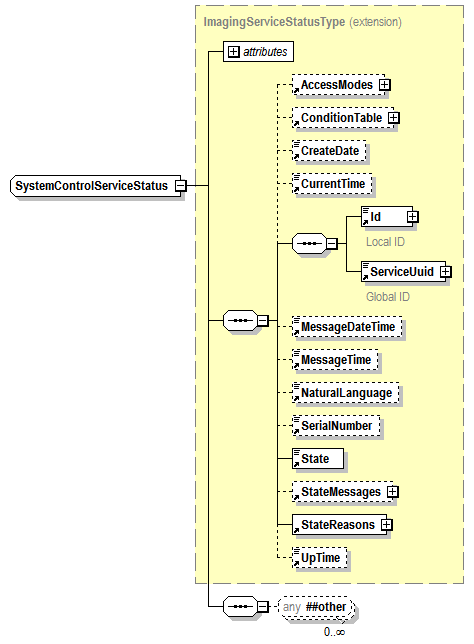 ImagingServiceStatusType (extension)
attributes
AccessModes
ConditionTable
CreateDate
CurrentTime
SystemControlServiceStatus
Id
Local ID
ServiceUuid
Global ID
MessageDateTime
MessageTime
NaturalLanguage
SerialNumber
State
StateMessages
StateReasons
UpTime
any ##other
0..∞